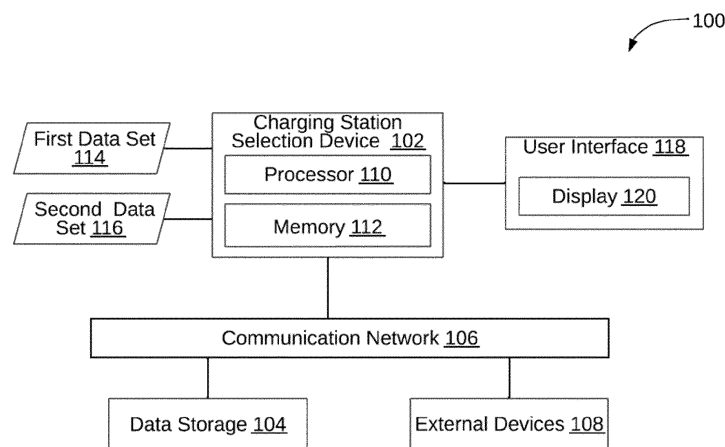 100
Charging Station
Selection Device 102
First Data Set
114
Processor 110
User Interface 118
Second Data
Set 116
Memory 112
Display 120
Communication Network 106
Data Storage 104
External Devices 108